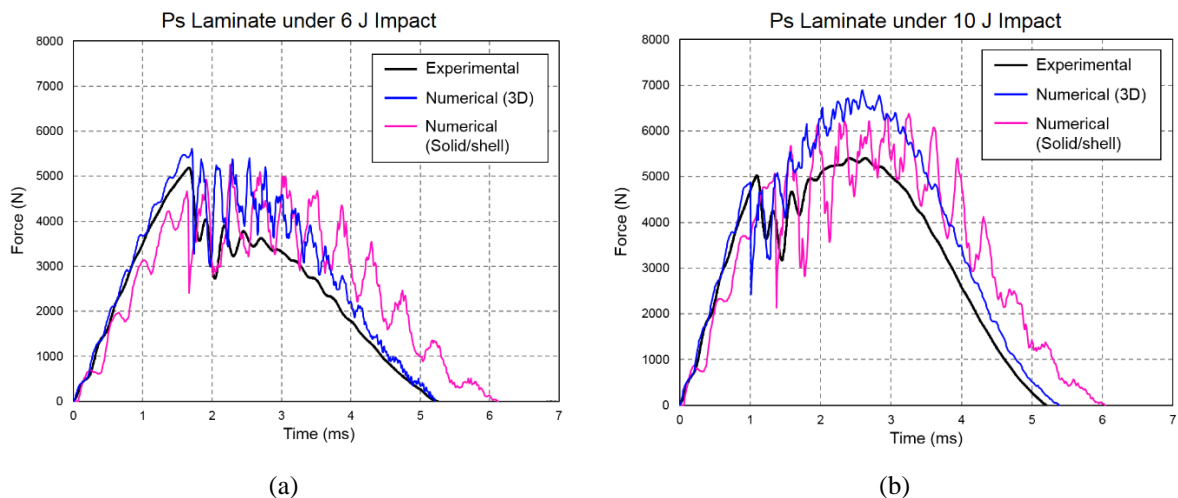 Ps Laminate under 6 J Impact
8000
7000
6000
5000
4000
3000
2000
1000
0
Force (N)
Experimental
Numerical (3D)
Numerical
(Solid/shell)
0 1 2 3 4 5 6 7
Time (ms)
(a)
Ps Laminate under 10 J Impact
8000
7000
6000
5000
4000
3000
2000
1000
0
Force (N)
Experimental
Numerical (3D)
Numerical
(Solid/shell)
0 1 2 3 4 5 6 7
Time (ms)
(b)